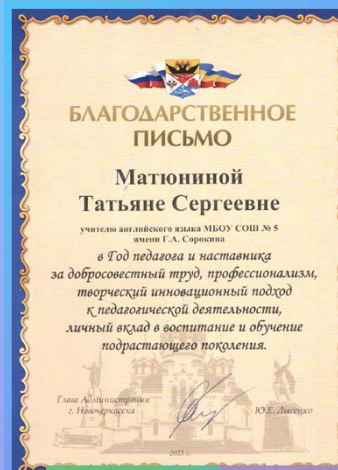 БЛАГОДАРСТВЕННОЕ
ПИСЬМО
Матюниной
Татьяне Сергеевне
учителю английского языка МБОУ СОШ № 5
имени Г.А. Сорокина
в Год педагога и наставника
за добросовестный труд, профессионализм,
творческий инновационный подход
к педагогической деятельности,
личный вклад в воспитание и обучение
подрастающего поколения.
Глава Администрации
г. Новочеркасска
Ю.Е. Лысенко
2023 г.